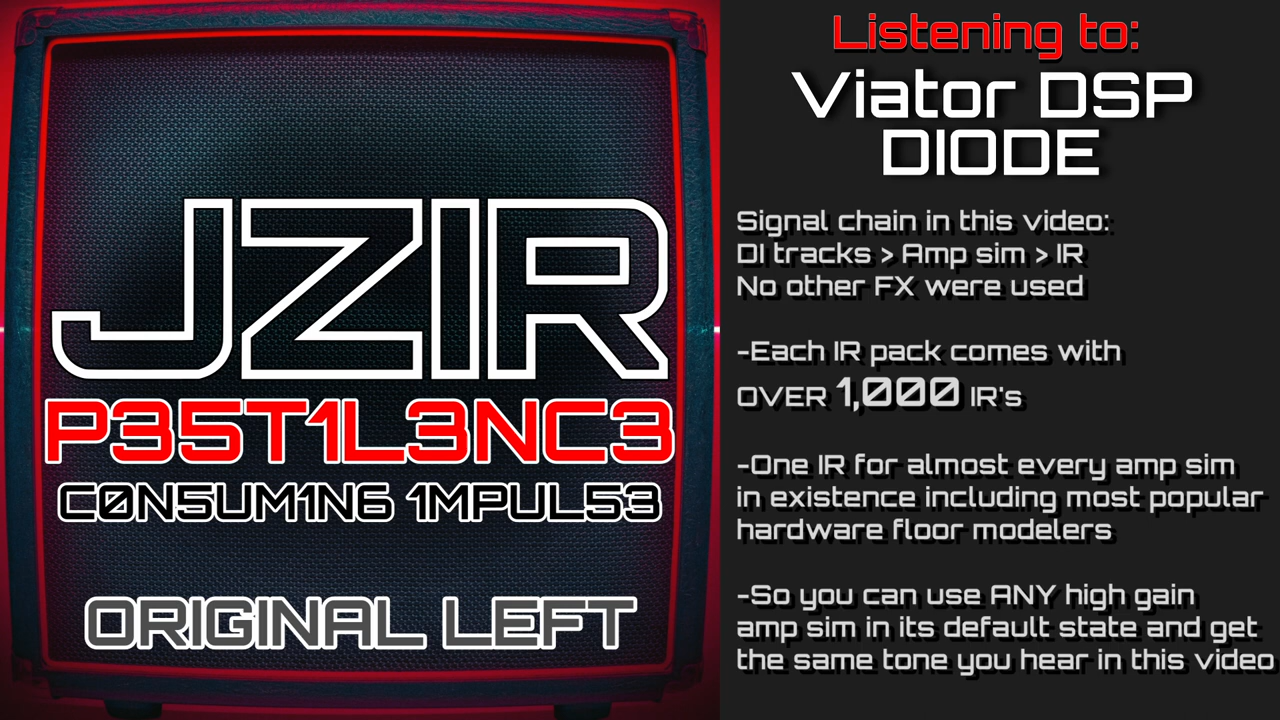 JZIR
P35T1L3NC3
C0N5UM1N6 1MPUL53
ORIGINAL LEFT
Listening to:
Viator DSP
DIODE
Signal chain in this video:
DI tracks > Amp sim > IR
No other FX were used
-Each IR pack comes with
OVER 1,000 IR's
-One IR for almost every amp sim
in existence including most popular
hardware floor modelers
-So you can use ANY high gain
amp sim in its default state and get
the same tone you hear in this video